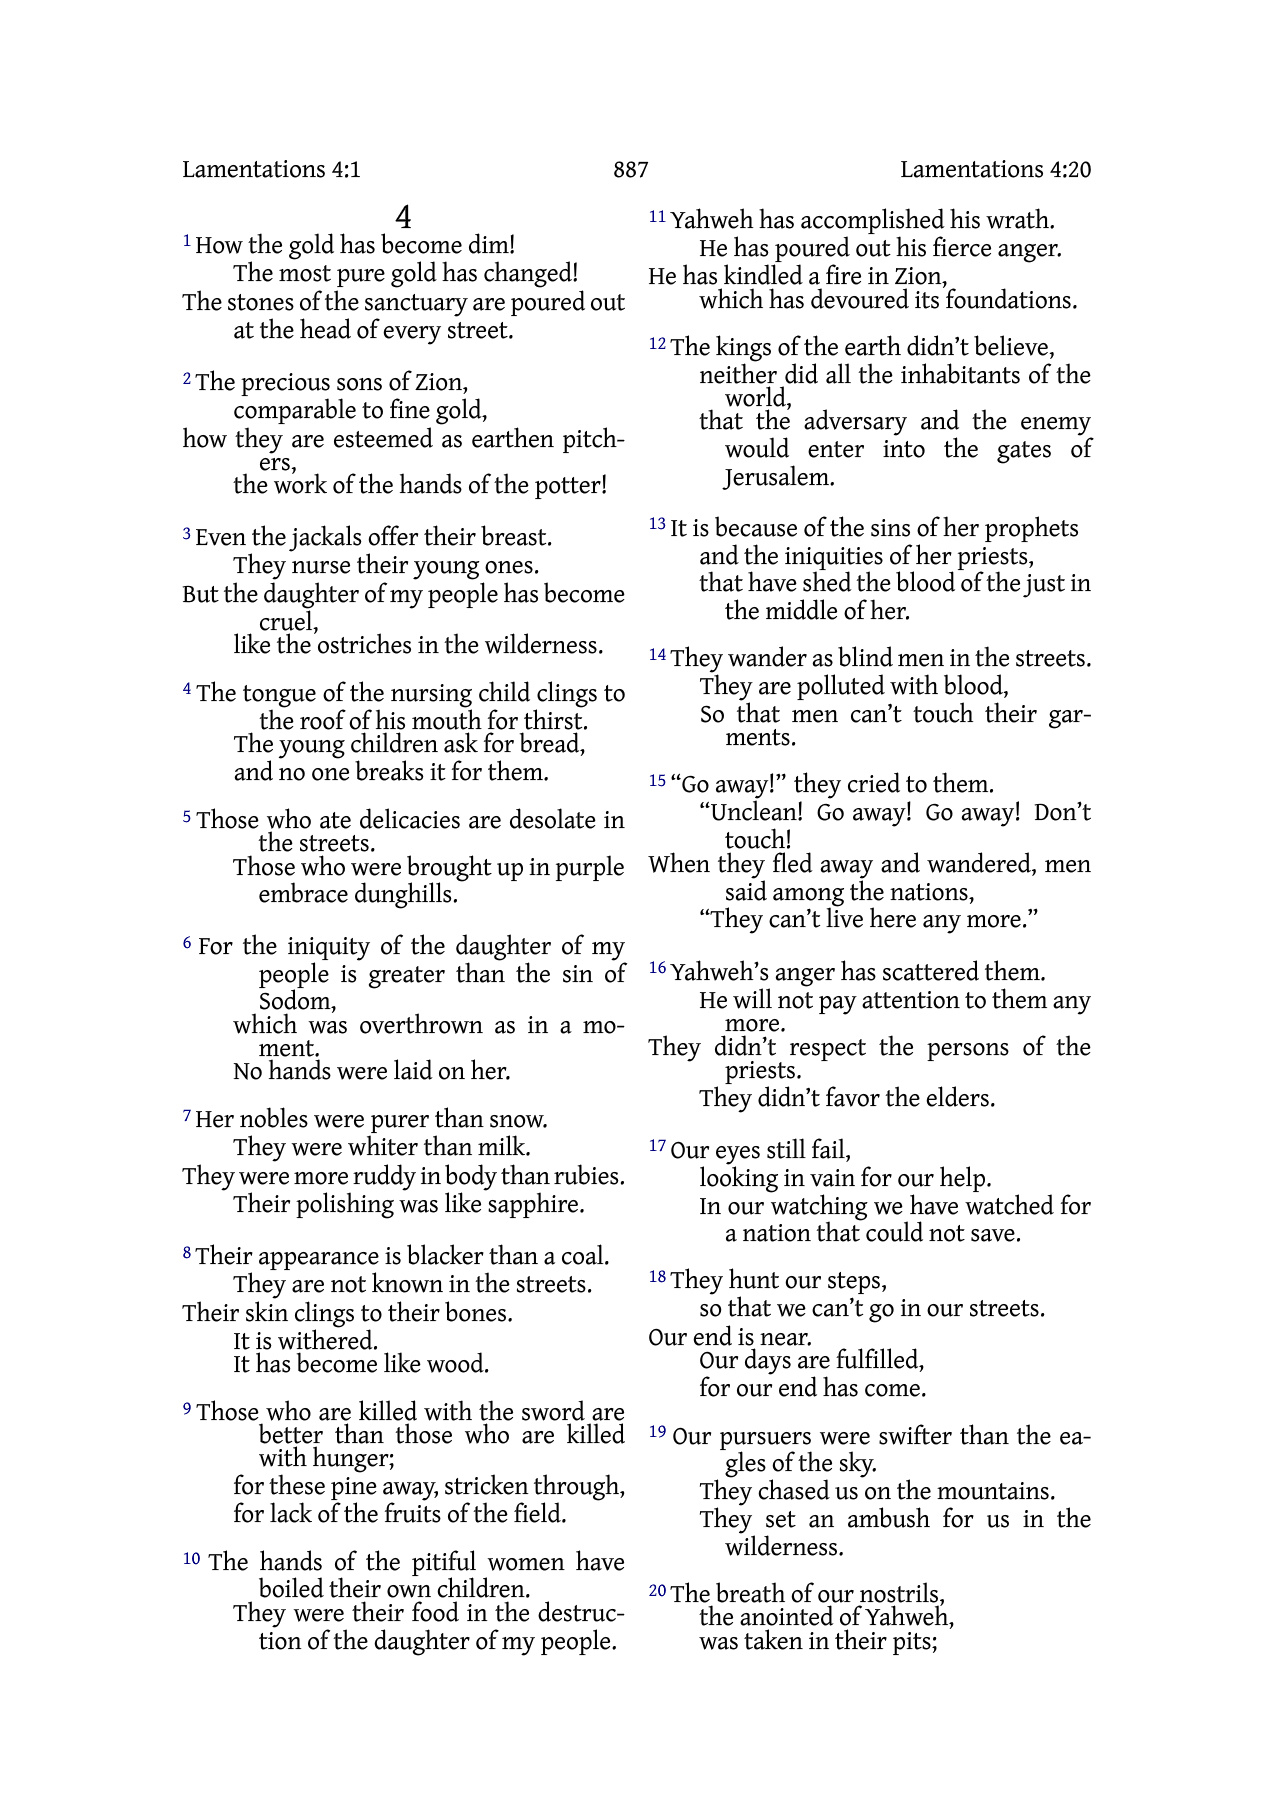 Lamentations 4:1 887 Lamentations 4:20
4
1 How the gold has become dim!
The most pure gold has changed!
The stones of the sanctuary are poured out
at the head of every street.
2 The precious sons of Zion,
comparable to fine gold,
how they are esteemed as earthen pitch-
ers,
the work of the hands of the potter!
3 Even the jackals offer their breast.
They nurse their young ones.
But the daughter of my people has become
cruel,
like the ostriches in the wilderness.
4 The tongue of the nursing child clings to
the roof of his mouth for thirst.
The young children ask for bread,
and no one breaks it for them.
5 Those who ate delicacies are desolate in
the streets.
Those who were brought up in purple
embrace dunghills.
6 For the iniquity of the daughter of my
people is greater than the sin of
Sodom,
which was overthrown as in a mo-
ment.
No hands were laid on her.
7 Her nobles were purer than snow.
They were whiter than milk.
They were more ruddy in body than rubies.
Their polishing was like sapphire.
8 Their appearance is blacker than a coal.
They are not known in the streets.
Their skin clings to their bones.
It is withered.
It has become like wood.
9 Those who are killed with the sword are
better than those who are killed
with hunger;
for these pine away, stricken through,
for lack of the fruits of the field.
10 The hands of the pitiful women have
boiled their own children.
They were their food in the destruc-
tion of the daughter of my people.
11 Yahweh has accomplished his wrath.
He has poured out his fierce anger.
He has kindled a fire in Zion,
which has devoured its foundations.
12 The kings of the earth didn’t believe,
neither did all the inhabitants of the
world,
that the adversary and the enemy
would enter into the gates of
Jerusalem.
13 It is because of the sins of her prophets
and the iniquities of her priests,
that have shed the blood of the just in
the middle of her.
14 They wander as blind men in the streets.
They are polluted with blood,
So that men can’t touch their gar-
ments.
15 “Go away!” they cried to them.
“Unclean! Go away! Go away! Don’t
touch!
When they fled away and wandered, men
said among the nations,
“They can’t live here any more.”
16 Yahweh’s anger has scattered them.
He will not pay attention to them any
more.
They didn’t respect the persons of the
priests.
They didn’t favor the elders.
17 Our eyes still fail,
looking in vain for our help.
In our watching we have watched for
a nation that could not save.
18 They hunt our steps,
so that we can’t go in our streets.
Our end is near.
Our days are fulfilled,
for our end has come.
19 Our pursuers were swifter than the ea-
gles of the sky.
They chased us on the mountains.
They set an ambush for us in the
wilderness.
20 The breath of our nostrils,
the anointed of Yahweh,
was taken in their pits;